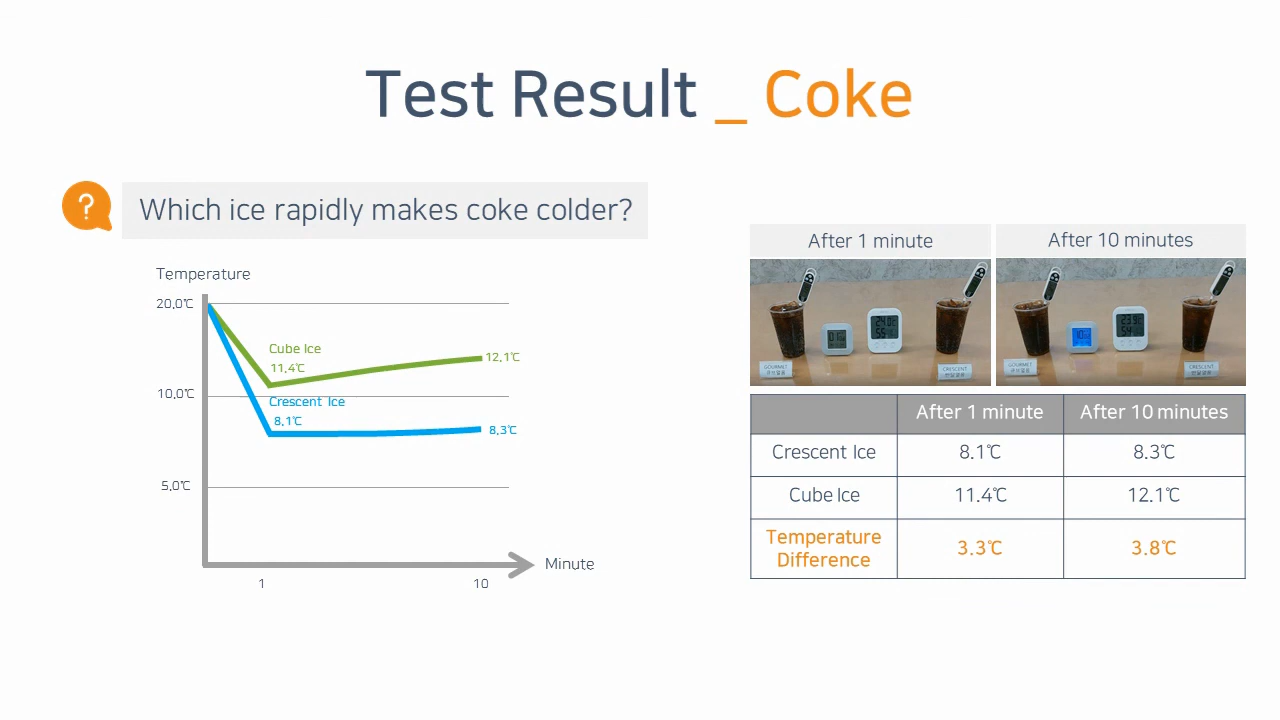 Test Result _ Coke
?
Which ice rapidly makes coke colder?
Temperature
20.0℃
10.0℃
5.0℃
Cube Ice
11.4℃
12.1℃
Crescent Ice
8.1℃
8.3℃
Minute
1
10
After 1 minute
After 10 minutes
GOURMET
CRESCENT
GOURMET
CRESCENT
After 1 minute
After 10 minutes
Crescent Ice
8.1℃
8.3℃
Cube Ice
11.4℃
12.1℃
Temperature
Difference
3.3℃
3.8℃